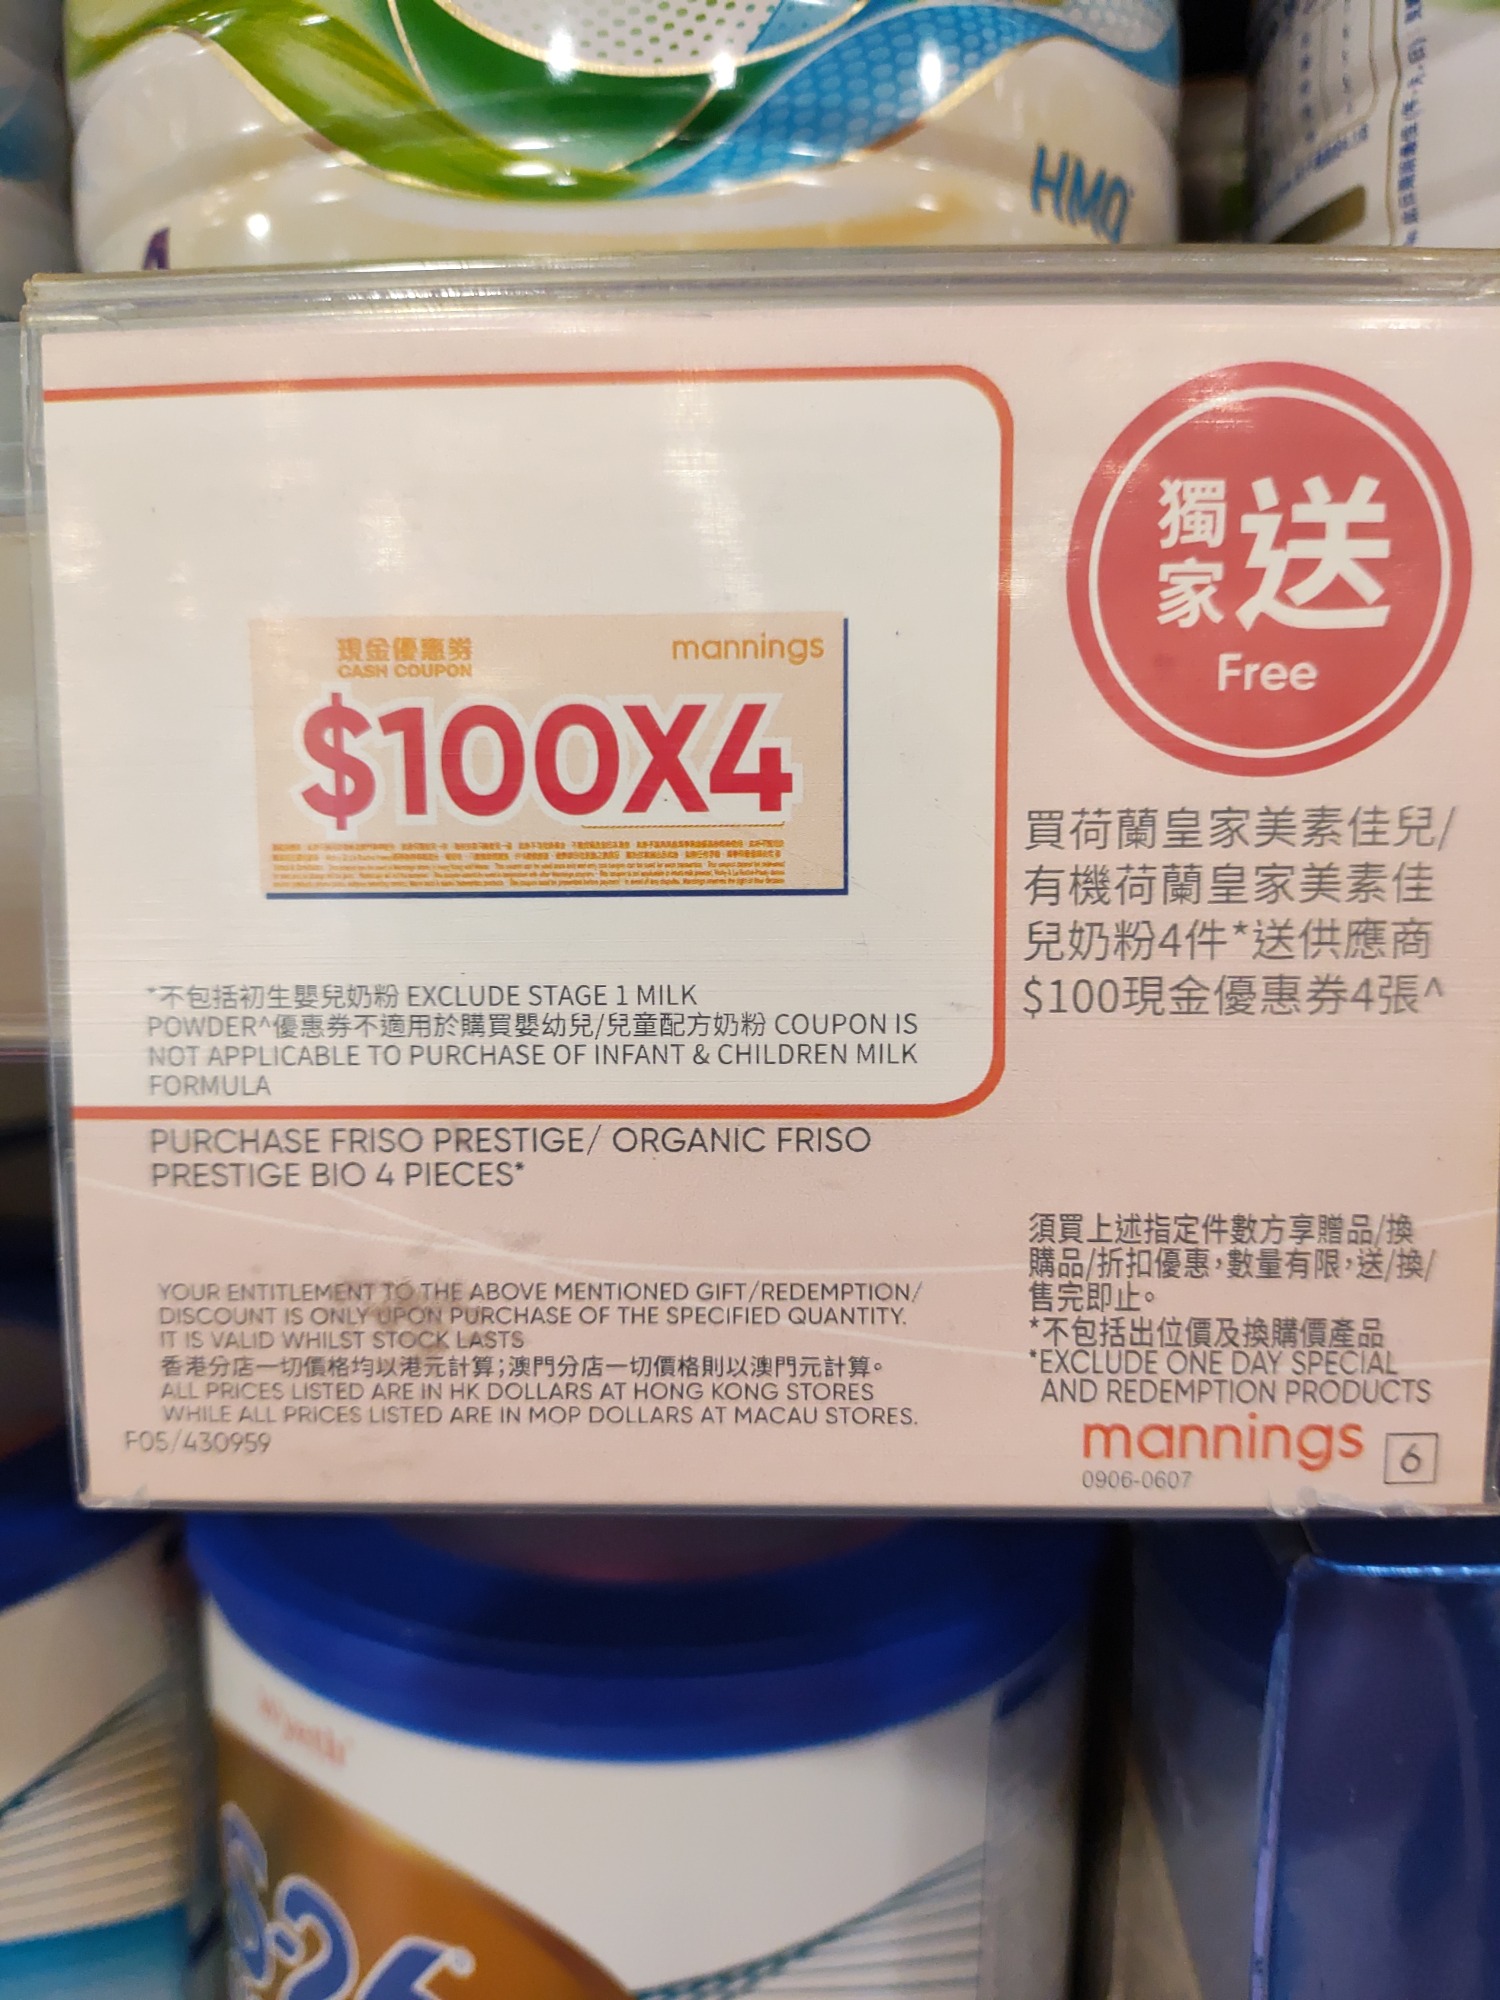 HMO
獨家送
Free
現金優惠券
CASH COUPON
mannings
$100X4
買荷蘭皇家美素佳兒/
有機荷蘭皇家美素佳
兒奶粉4件*送供應商
$100現金優惠券4張^
*不包括初生嬰兒奶粉 EXCLUDE STAGE 1 MILK
POWDER^優惠券不適用於購買嬰幼兒/兒童配方奶粉 COUPON IS
NOT APPLICABLE TO PURCHASE OF INFANT & CHILDREN MILK
FORMULA
PURCHASE FRISO PRESTIGE/ ORGANIC FRISO
PRESTIGE BIO 4 PIECES*
YOUR ENTITLEMENT TO THE ABOVE MENTIONED GIFT/REDEMPTION/
DISCOUNT IS ONLY UPON PURCHASE OF THE SPECIFIED QUANTITY.
IT IS VALID WHILST STOCK LASTS
香港分店一切價格均以港元計算;澳門分店一切價格則以澳門元計算。
ALL PRICES LISTED ARE IN HK DOLLARS AT HONG KONG STORES
WHILE ALL PRICES LISTED ARE IN MOP DOLLARS AT MACAU STORES.
F05/430959
須買上述指定件數方享贈品/換
購品/折扣優惠,數量有限,送/換/
售完即止。
*不包括出位價及換購價產品
*EXCLUDE ONE DAY SPECIAL
AND REDEMPTION PRODUCTS
mannings
6
0906-0607
S-26